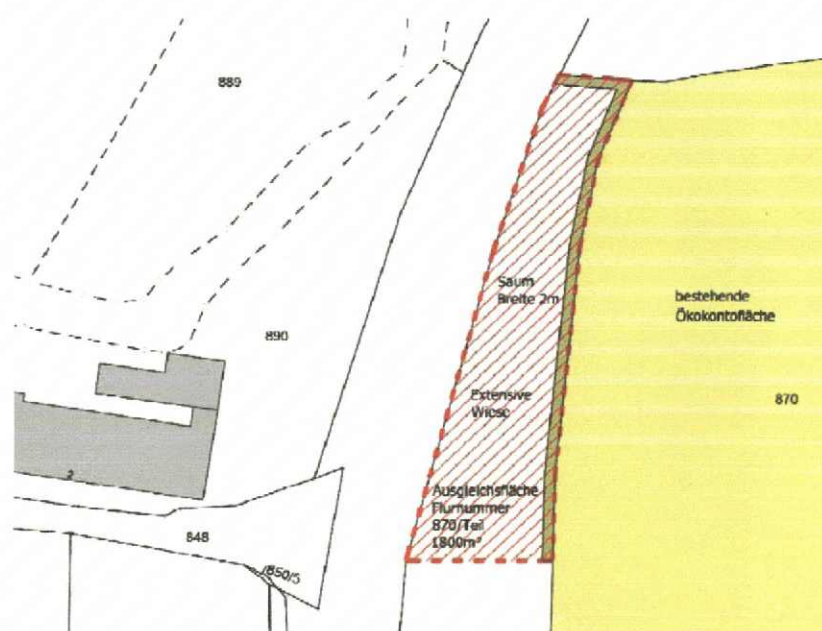 889
Saum
Breite 2m
bestehende
Ökokontofläche
890
Extensive
Wiese
870
Ausgleichsfläche
Flurnummer
870/Teil
1800m²
2
848
/850/5